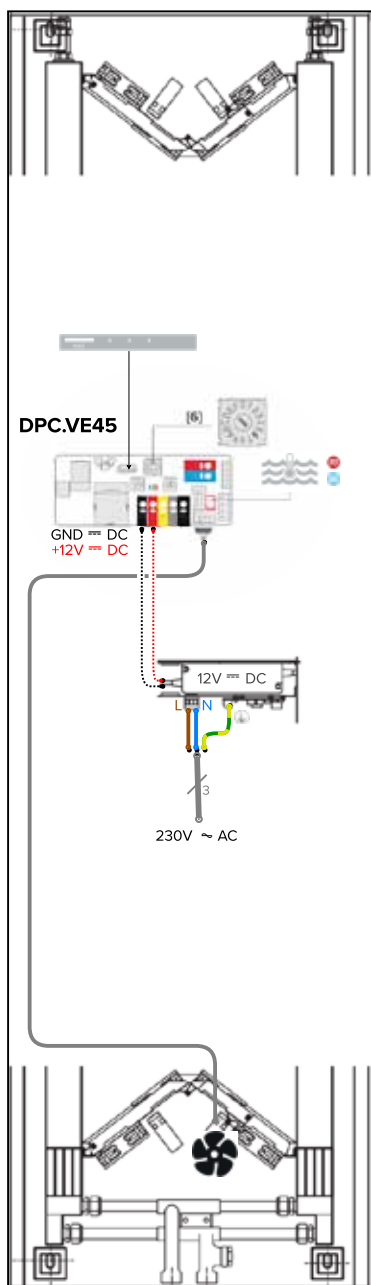 [6]
DPC.VE45
GND ⎓ DC
+12V ⎓ DC
12V ⎓ DC
L N
3
230V ~ AC